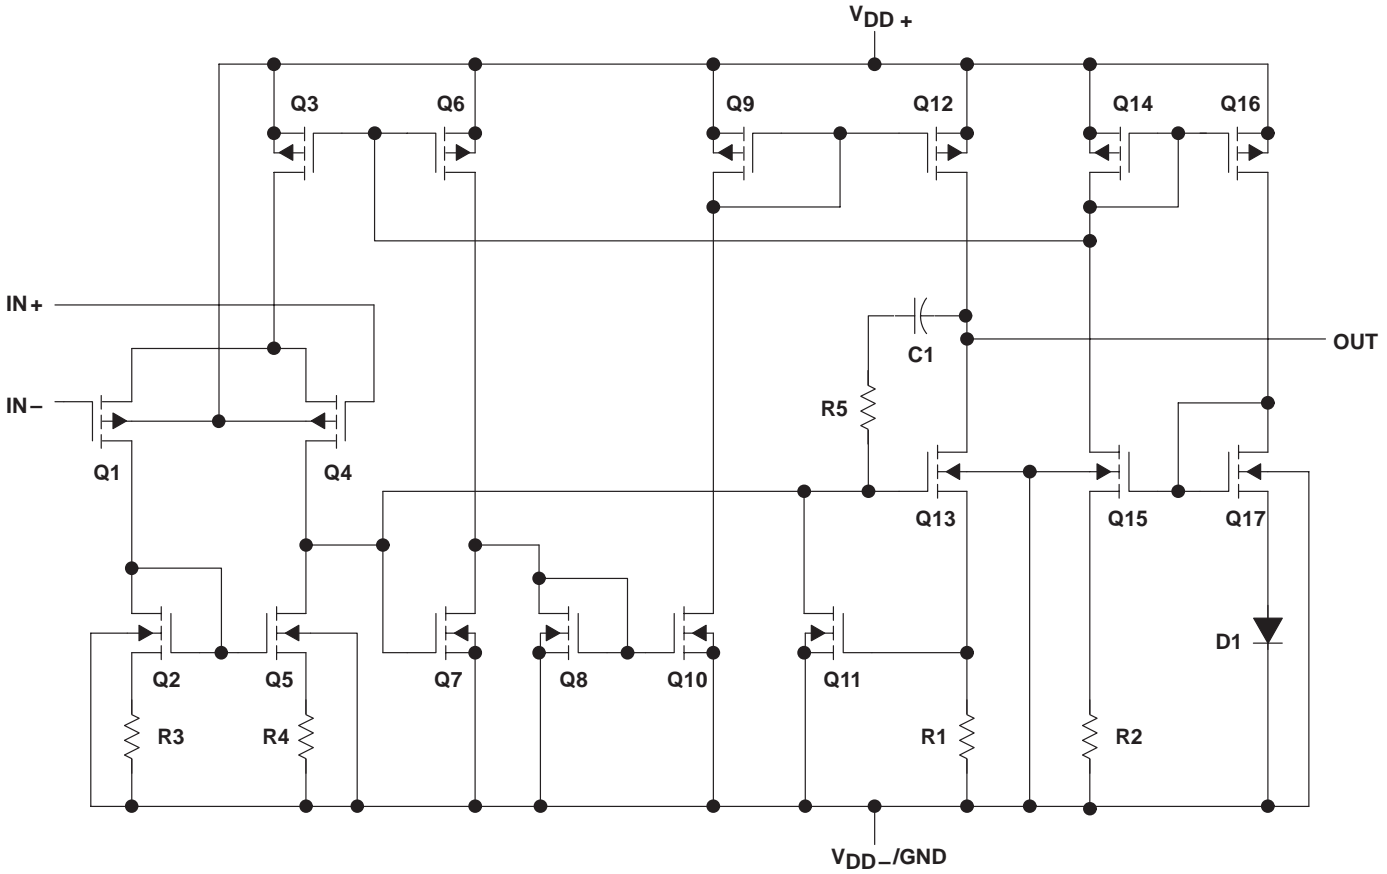 VDD +
Q3
Q6
Q9
Q12
Q14
Q16
IN +
C1
OUT
IN –
R5
Q1
Q4
Q13
Q15
Q17
D1
Q2
Q5
Q7
Q8
Q10
Q11
R3
R4
R1
R2
VDD – /GND